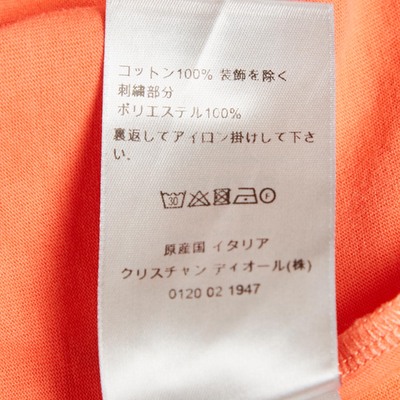 コットン100% 装飾を除く
刺繍部分
ポリエステル100%
裏返してアイロン掛けして下さ
い.
30
F
原産国 イタリア
クリスチャン ディオール(株)
0120 02 1947